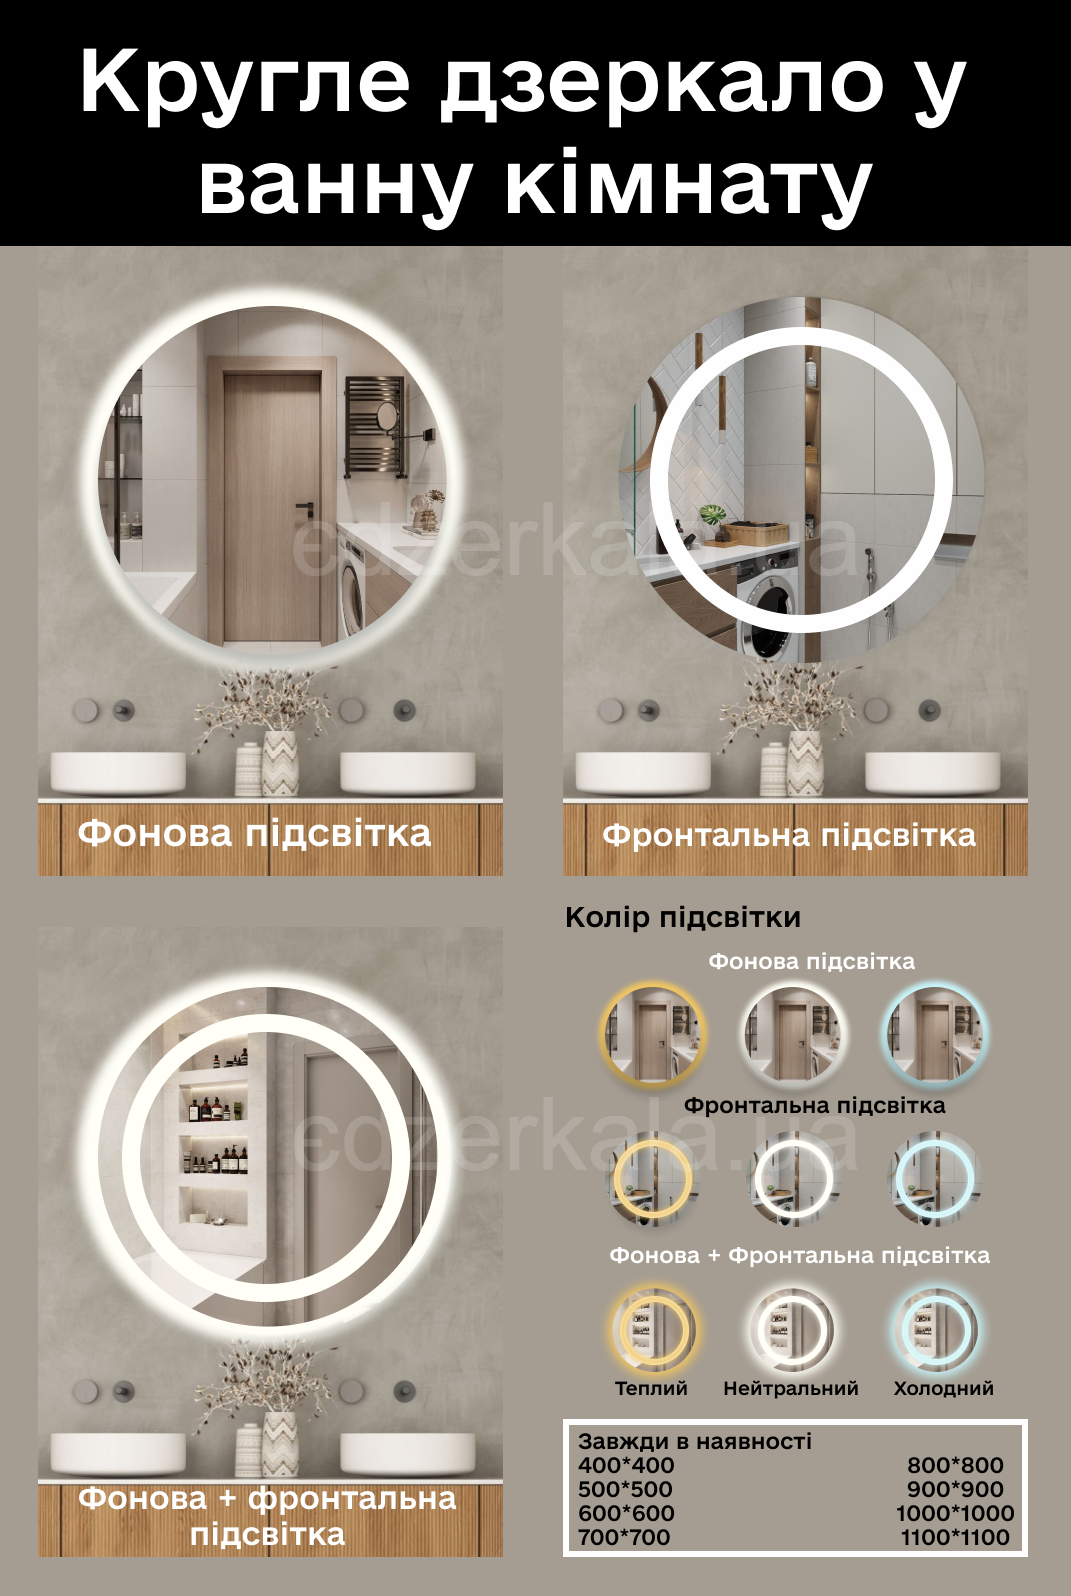 Кругле дзеркало у
ванну кімнату
edzerkala.ua
Фонова підсвітка
Фронтальна підсвітка
Колір підсвітки
Фонова підсвітка
Фронтальна підсвітка
edzerkala.ua
Фонова + Фронтальна підсвітка
Теплий Нейтральний Холодний
Фонова + фронтальна
підсвітка
Завжди в наявності
400*400 800*800
500*500 900*900
600*600 1000*1000
700*700 1100*1100